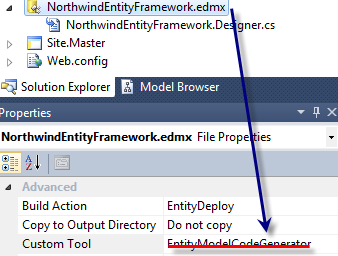 NorthwindEntityFramework.edmx
NorthwindEntityFramework.Designer.cs
Site.Master
Web.config
Solution Explorer Model Browser
Properties
NorthwindEntityFramework.edmx File Properties
Advanced
Build Action EntityDeploy
Copy to Output Directory Do not copy
Custom Tool EntityModelCodeGenerator